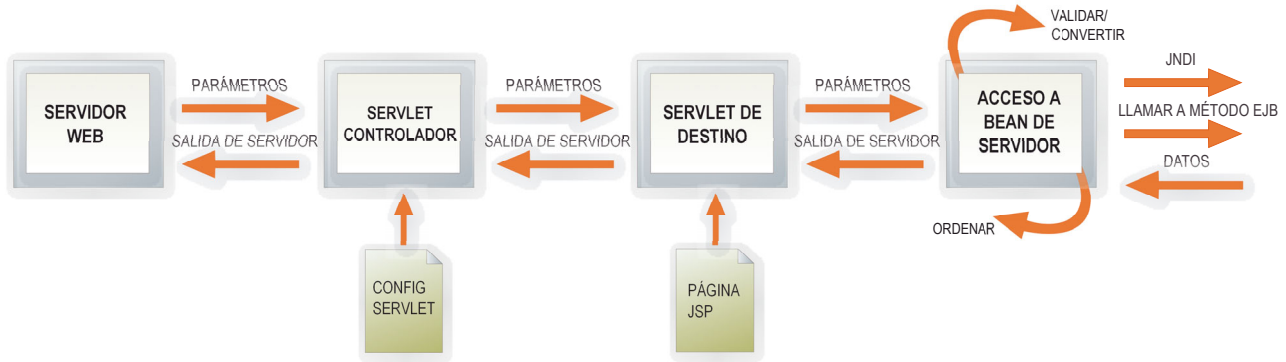 VALIDAR/
CONVERTIR
SERVIDOR
WEB
PARÁMETROS
SALIDA DE SERVIDOR
SERVLET
CONTROLADOR
PARÁMETROS
SALIDA DE SERVIDOR
SERVLET DE
DESTINO
PARÁMETROS
SALIDA DE SERVIDOR
ACCESO A
BEAN DE
SERVIDOR
JNDI
LLAMAR A MÉTODO EJB
DATOS
ORDENAR
CONFIG
SERVLET
PÁGINA
JSP